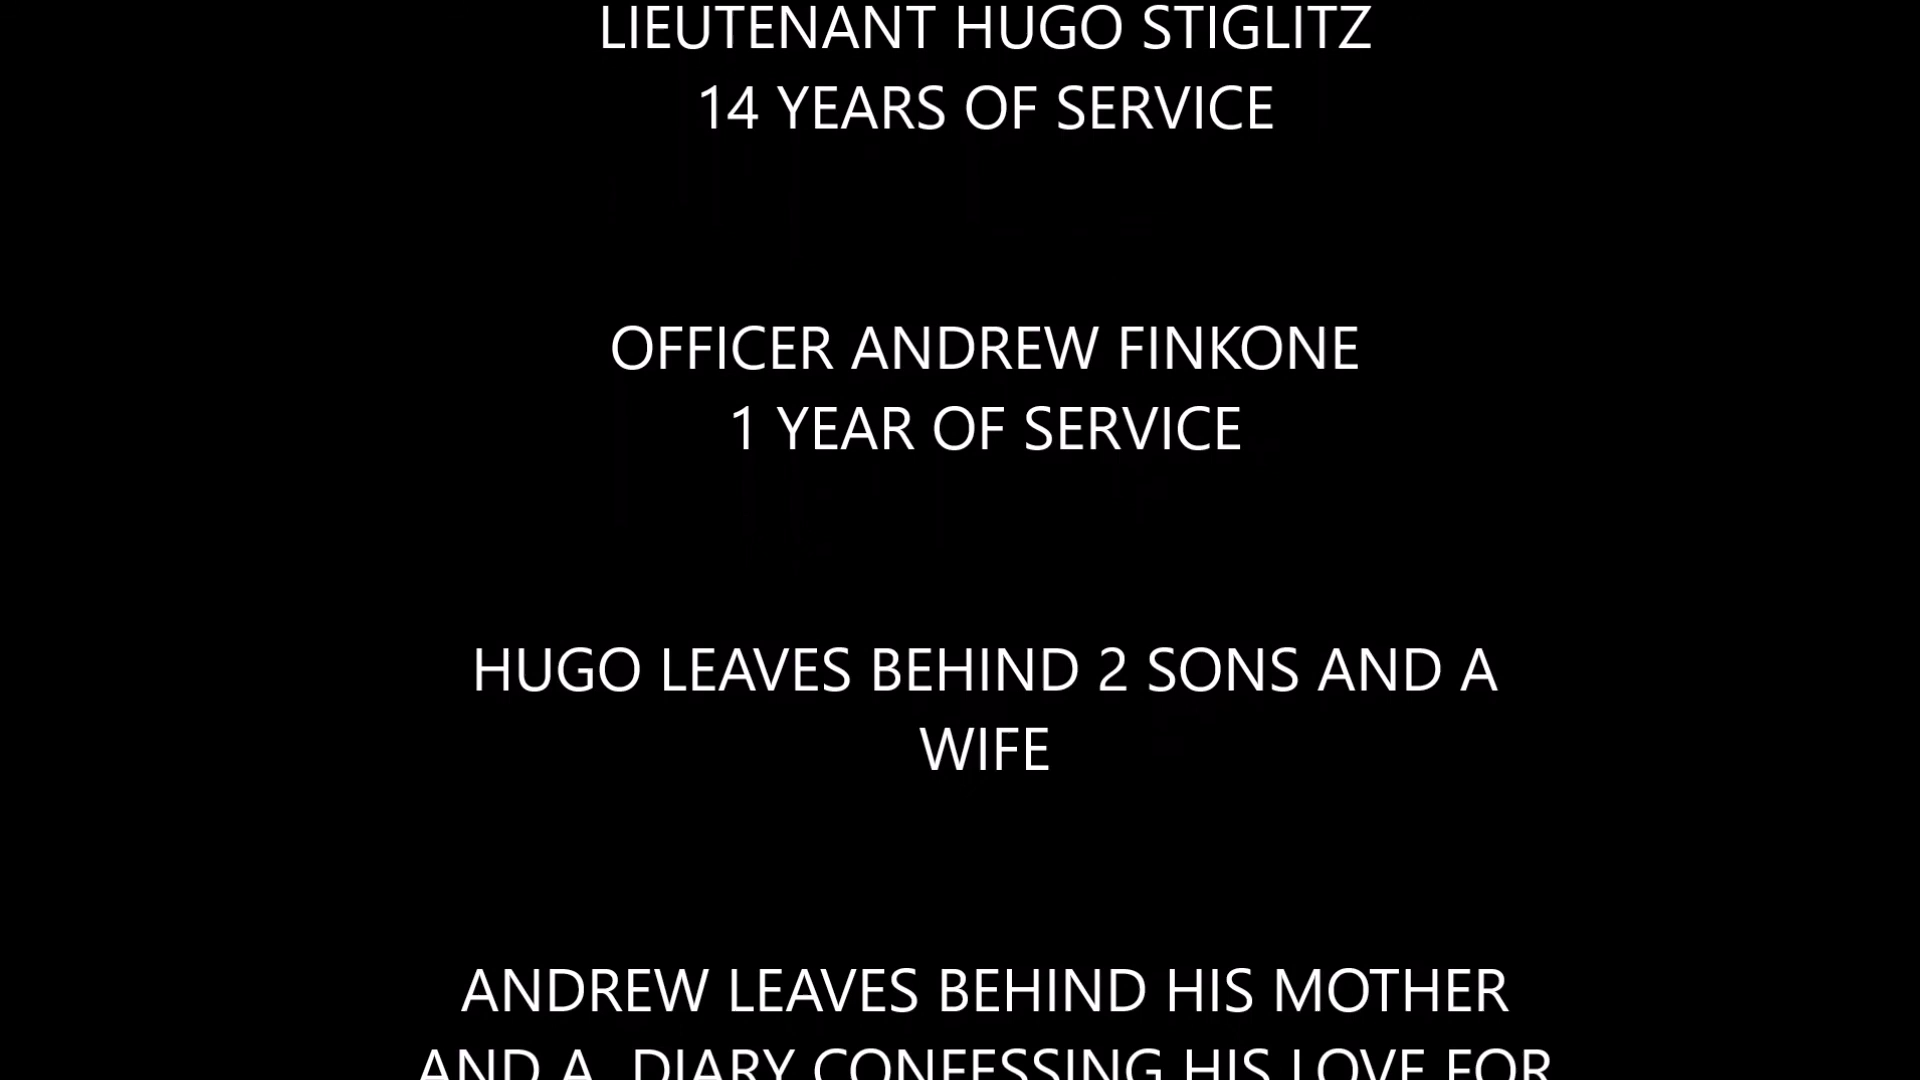 LIEUTENANT HUGO STIGLITZ
14 YEARS OF SERVICE
OFFICER ANDREW FINKONE
1 YEAR OF SERVICE
HUGO LEAVES BEHIND 2 SONS AND A
WIFE
ANDREW LEAVES BEHIND HIS MOTHER
AND A DIARY CONFESSING HIS LOVE FOR